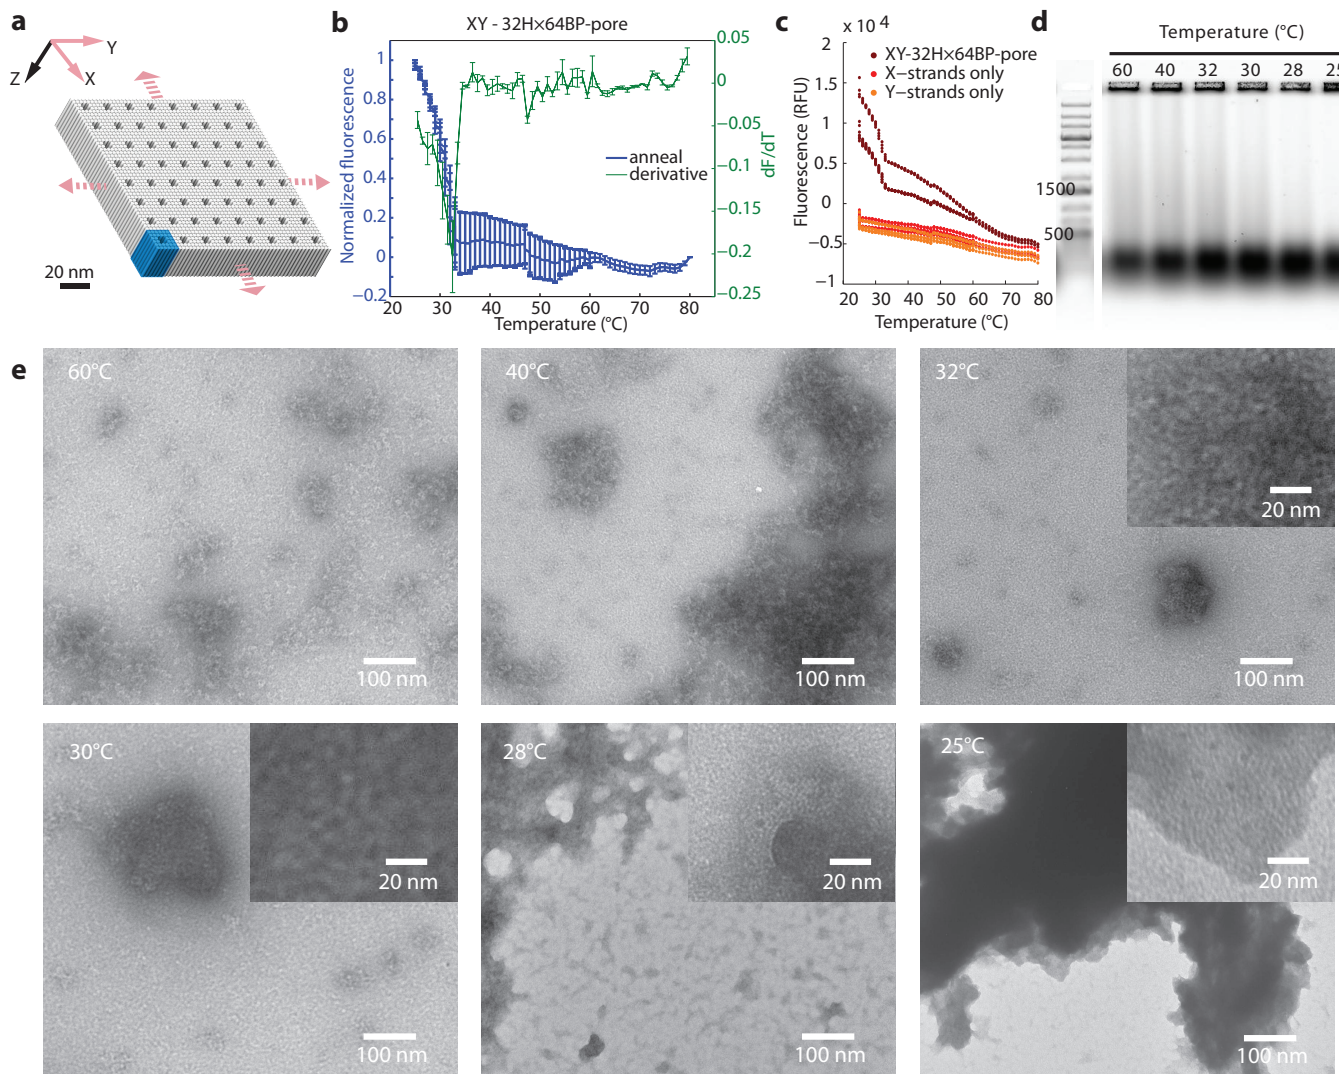 a
Y
Z
X
20 nm
b
XY - 32H×64BP-pore
Normalized fluorescence
1
0.8
0.6
0.4
0.2
0
−0.2
20
30
40
50
60
70
80
Temperature (°C)
0.05
0
−0.05
−0.1
−0.15
−0.2
−0.25
dF/dT
anneal
derivative
c
x 10 4
Fluorescence (RFU)
2
1.5
1
0.5
0
−0.5
−1
20
30
40
50
60
70
80
Temperature (°C)
XY-32H×64BP-pore
X−strands only
Y−strands only
d
Temperature (°C)
60 40 32 30 28 25
1500
500
e
60°C
100 nm
40°C
100 nm
32°C
20 nm
100 nm
30°C
20 nm
100 nm
28°C
20 nm
100 nm
25°C
20 nm
100 nm